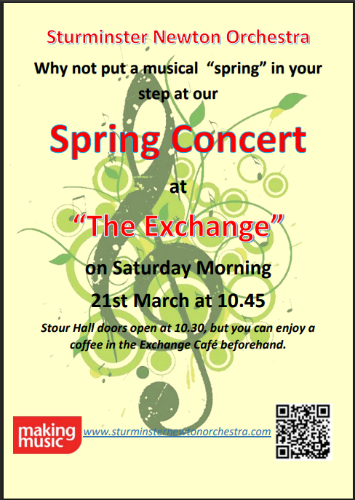 Sturminster Newton Orchestra
Why not put a musical “spring” in your
step at our
Spring Concert
at
“The Exchange”
on Saturday Morning
21st March at 10.45
Stour Hall doors open at 10.30, but you can enjoy a
coffee in the Exchange Café beforehand.
making
music
www.sturminsternewtonorchestra.com